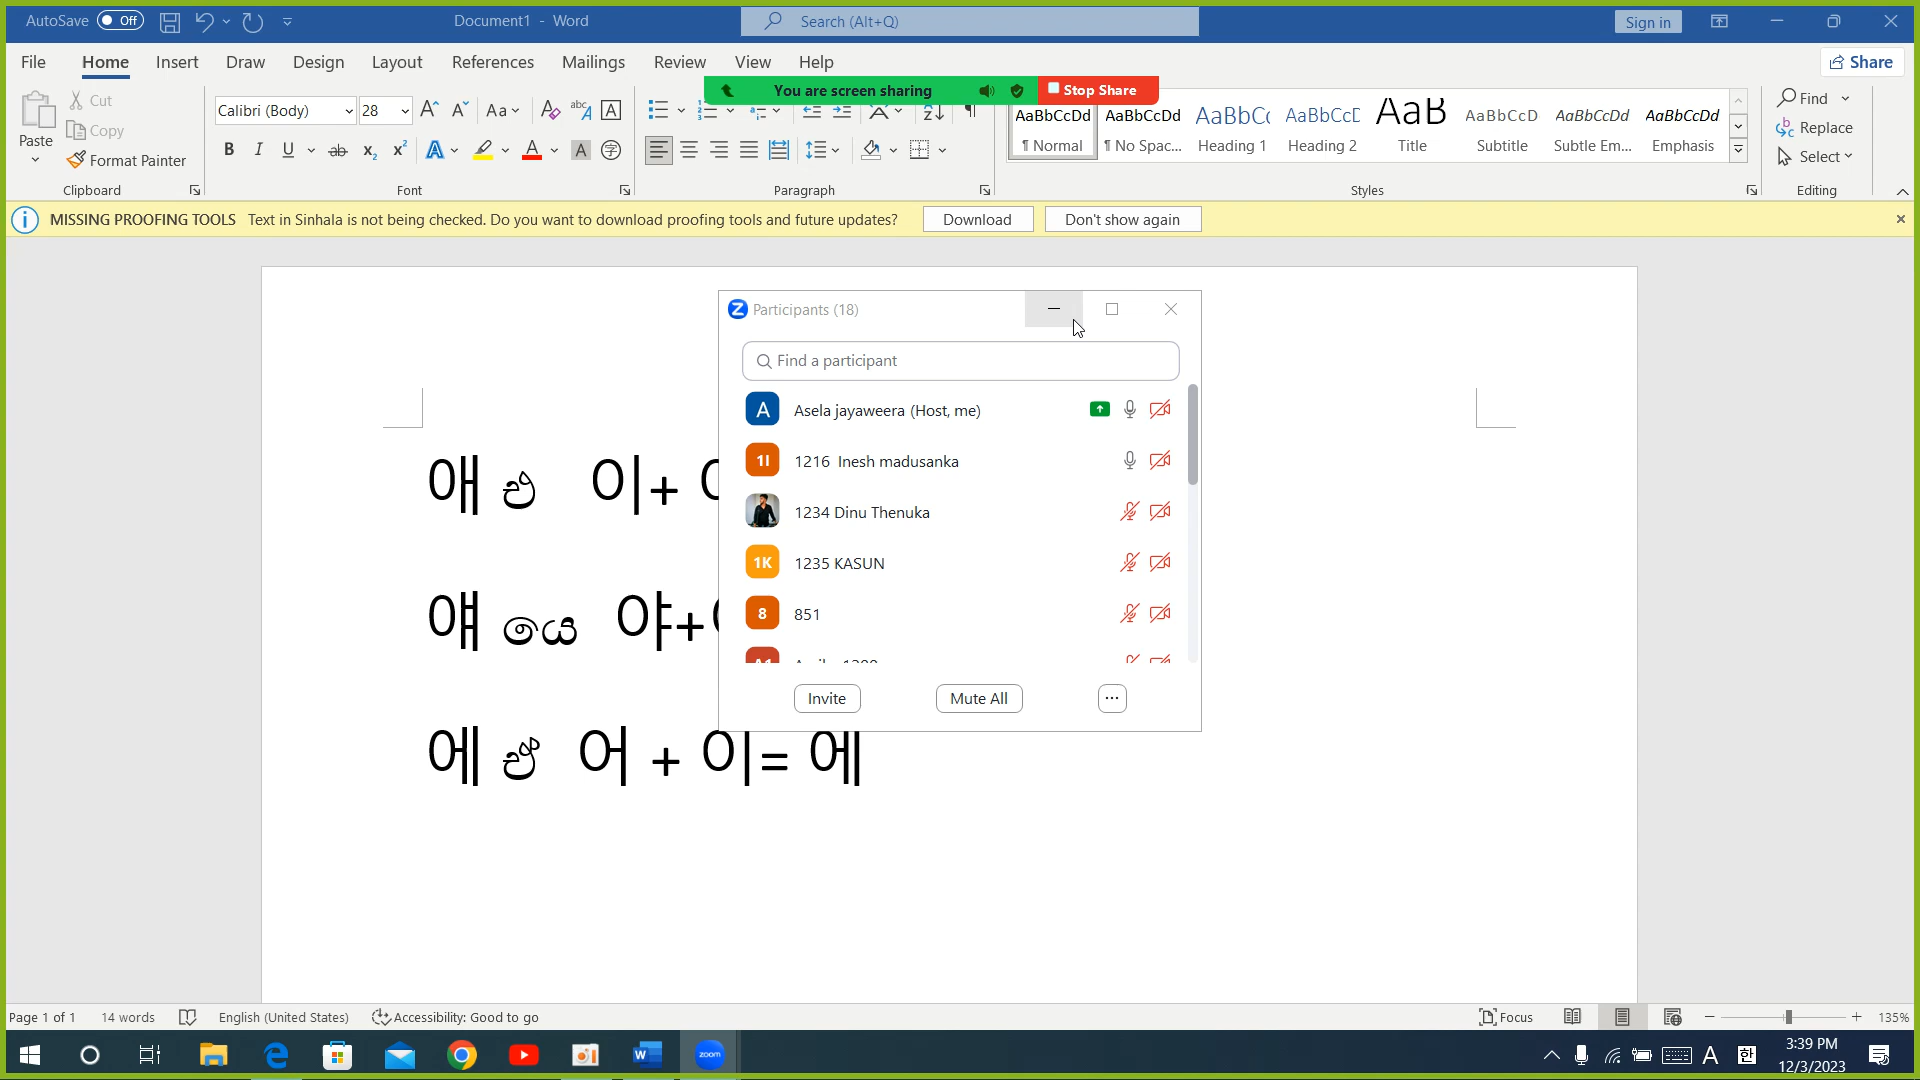 AutoSave Off Document1 - Word Search (Alt+Q) Sign in
File Home Insert Draw Design Layout References Mailings Review View Help Share
You are screen sharing Stop Share
Paste Cut Copy Format Painter
Calibri (Body) 28
AaBbCcDd AaBbCcDd AaBbCc AaBbCcD AaB AaBbCcD AaBbCcDd AaBbCcDd
¶ Normal ¶ No Spac... Heading 1 Heading 2 Title Subtitle Subtle Em... Emphasis
Find Replace Select
Clipboard Font Paragraph Styles Editing
MISSING PROOFING TOOLS Text in Sinhala is not being checked. Do you want to download proofing tools and future updates? Download Don't show again
Participants (18)
Find a participant
A Asela jayaweera (Host, me)
1I 1216 Inesh madusanka
1234 Dinu Thenuka
1K 1235 KASUN
8 851
Invite Mute All ...
애 එ 이+
얘 යෙ 야+
에 ඒ 어 + 이= 에
Page 1 of 1 14 words English (United States) Accessibility: Good to go Focus 135%
zoom A 한 3:39 PM
12/3/2023